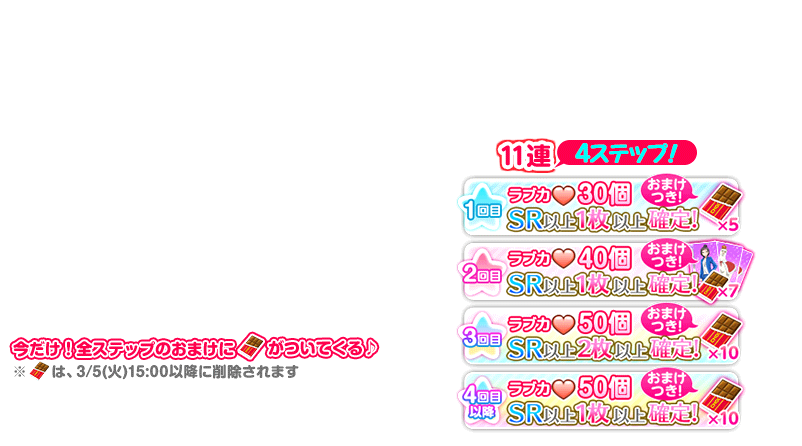 11連 4ステップ!
1回目
ラブカ♥30個
おまけつき!
SR以上1枚以上確定!
×5
2回目
ラブカ♥40個
おまけつき!
SR以上1枚以上確定!
×7
3回目
ラブカ♥50個
おまけつき!
SR以上2枚以上確定!
×10
4回目以降
ラブカ♥50個
おまけつき!
SR以上1枚以上確定!
×10
今だけ!全ステップのおまけに がついてくる♪
※ は、3/5(火)15:00以降に削除されます